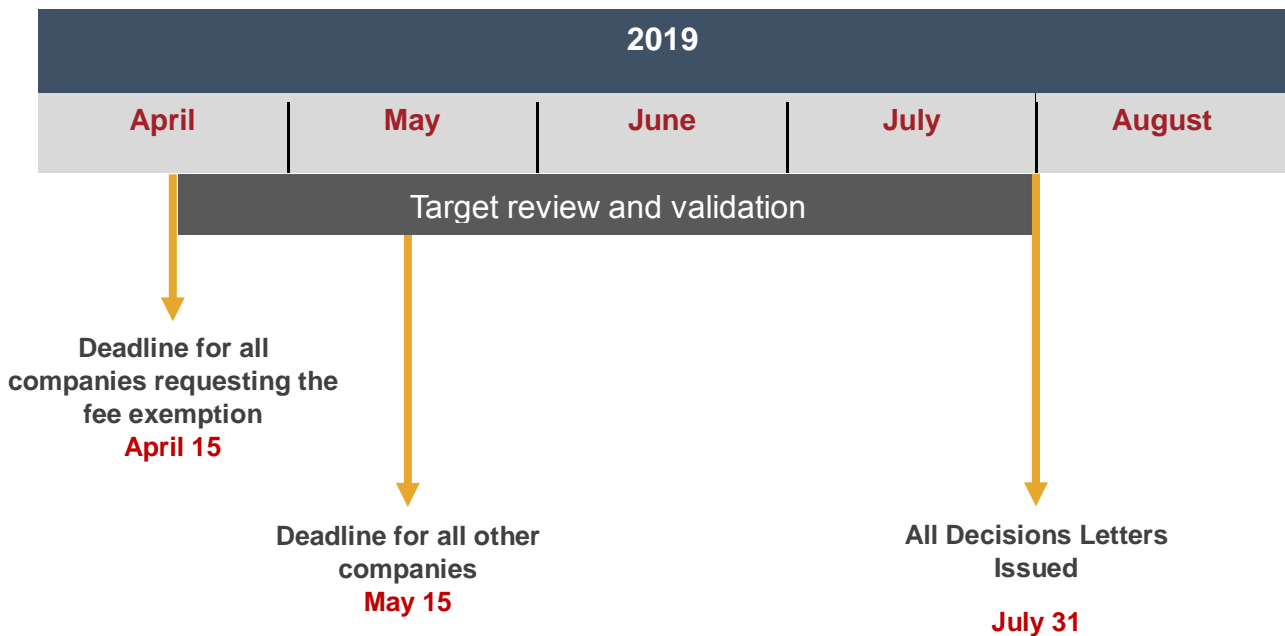 2019
April
May
June
July
August
Target review and validation
Deadline for all
companies requesting the
fee exemption
April 15
Deadline for all other
companies
May 15
All Decisions Letters
Issued
July 31